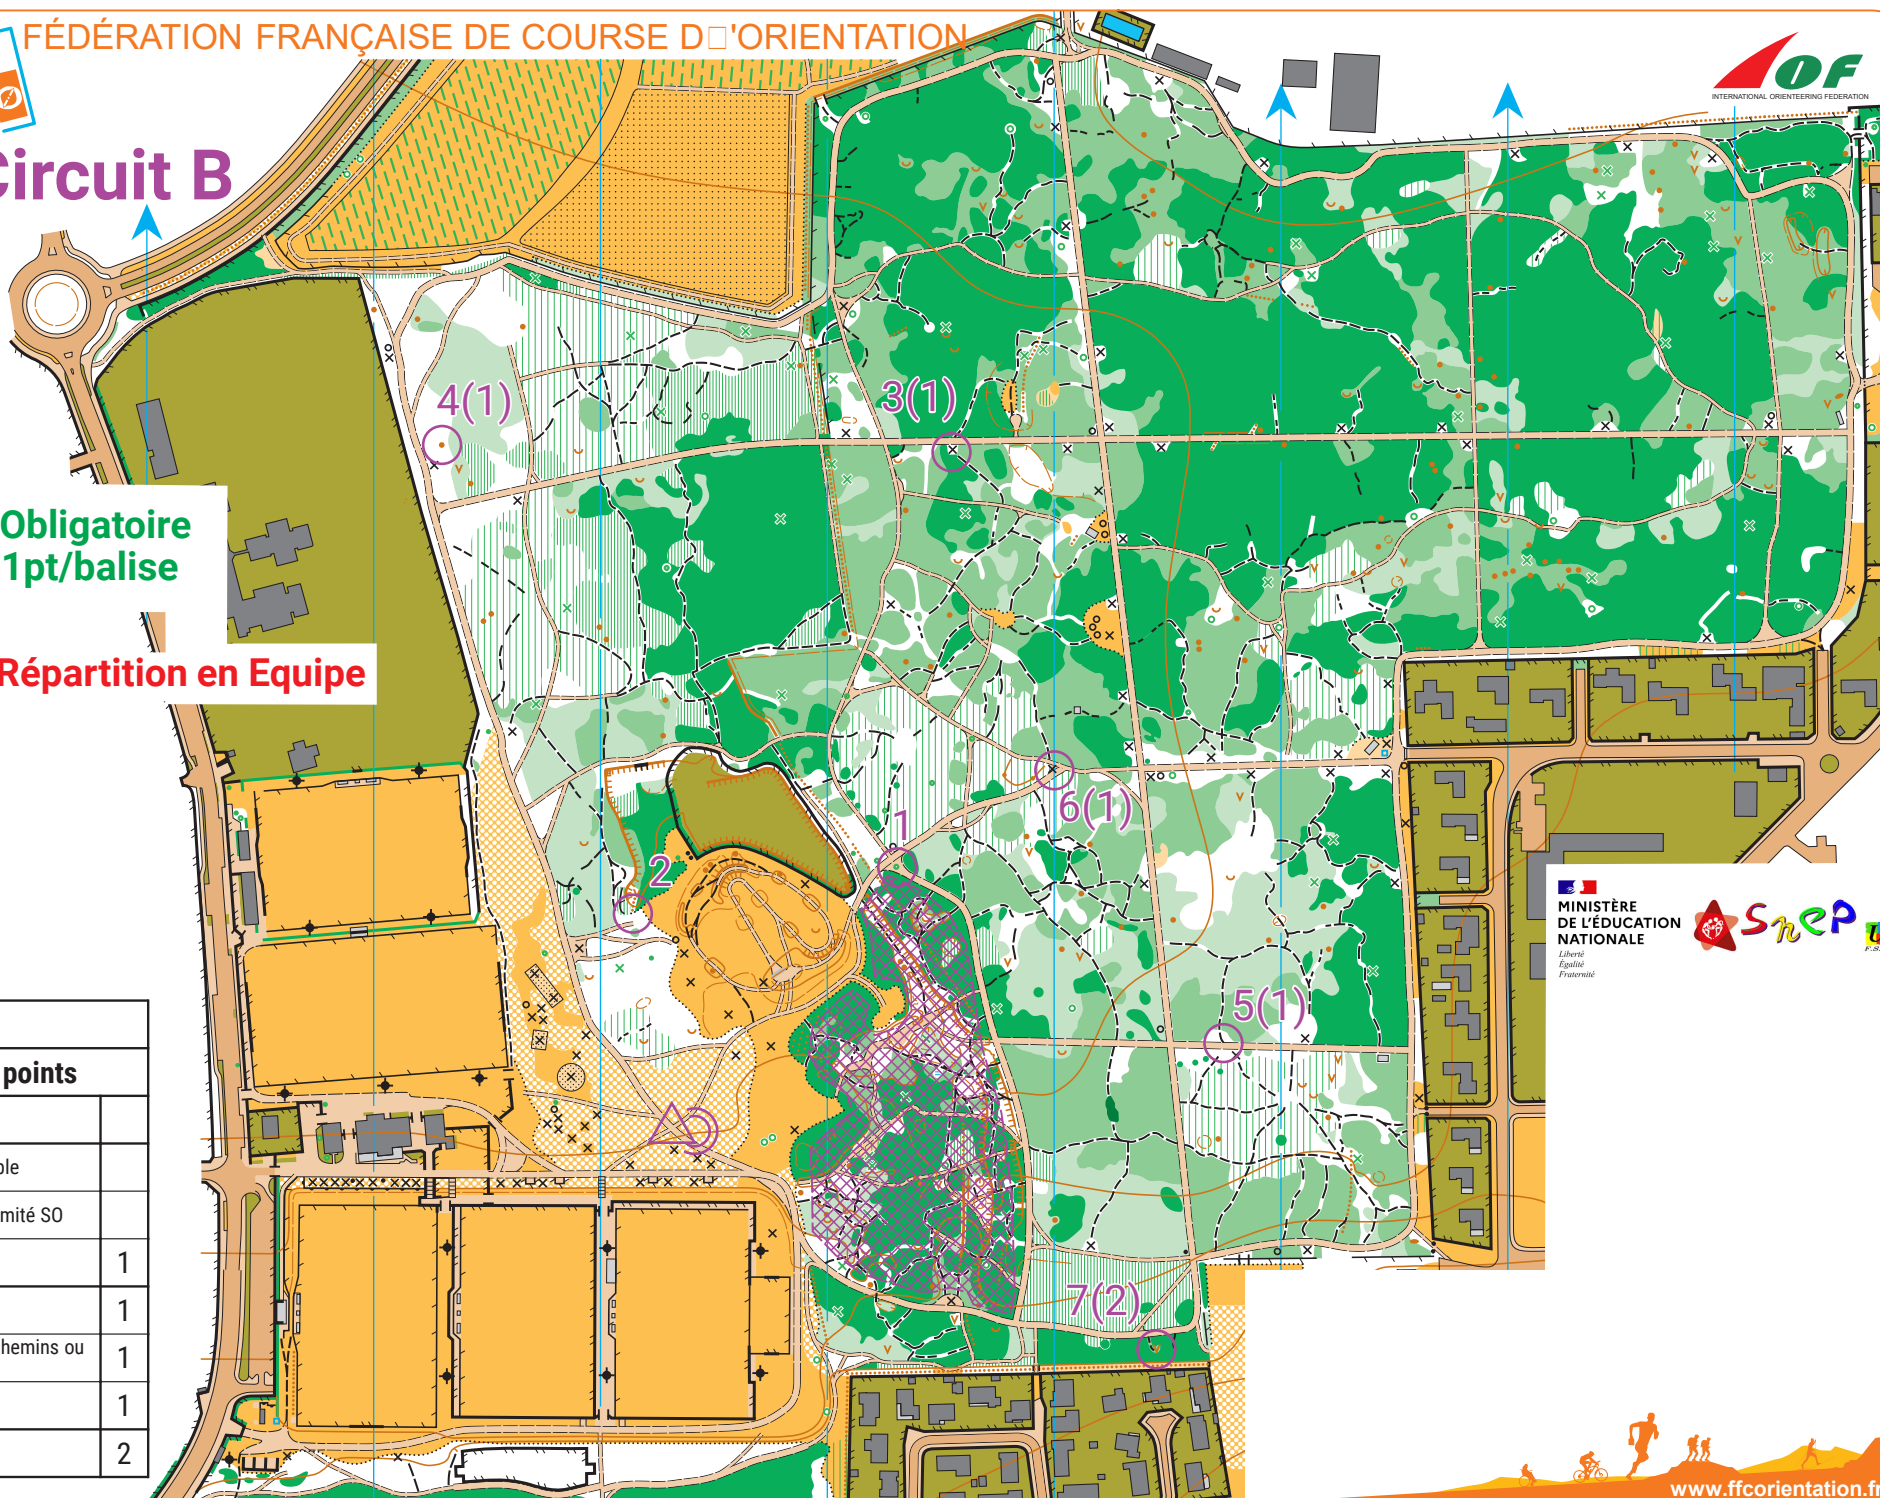 FÉDÉRATION FRANÇAISE DE COURSE D□'ORIENTATION
IOF
INTERNATIONAL ORIENTEERING FEDERATION
Circuit B
4(1)
3(1)
Obligatoire
1pt/balise
Répartition en Equipe
6(1)
1
2
MINISTÈRE
DE L'ÉDUCATION
NATIONALE
Liberté
Égalité
Fraternité
SnEP
5(1)
points
1
1
hemins ou
1
1
2
mité SO
7(2)
www.ffcorientation.fr